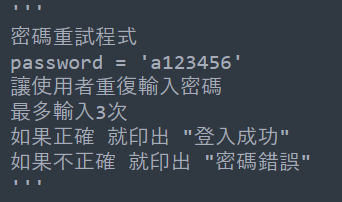 '''
密碼重試程式
password = 'a123456'
讓使用者重復輸入密碼
最多輸入3次
如果正確 就印出 "登入成功"
如果不正確 就印出 "密碼錯誤"
'''